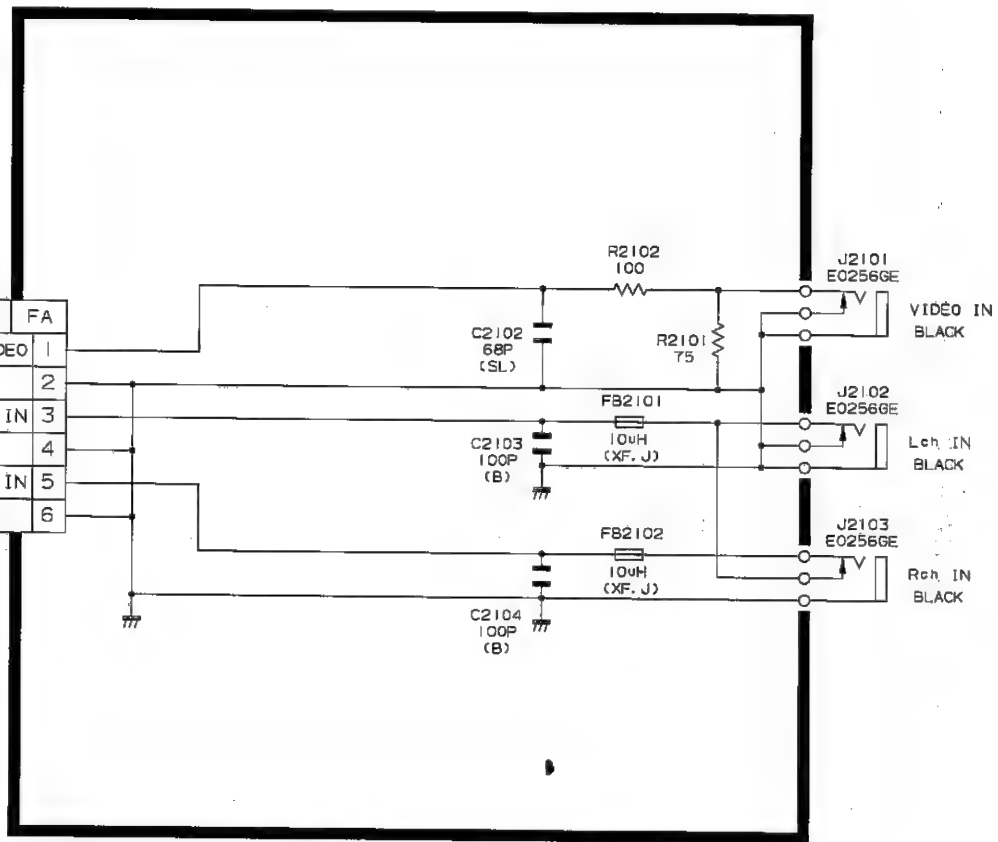 R2102
100
J2101
E0256GE
VIDEO IN
BLACK
C2102
68P
(SL)
R2101
75
FA
DEO 1
2
IN 3
4
IN 5
6
FB2101
10uH
(XF.J)
C2103
100P
(B)
J2102
E0256GE
Lch IN
BLACK
FB2102
10uH
(XF.J)
C2104
100P
(B)
J2103
E0256GE
Rch IN
BLACK